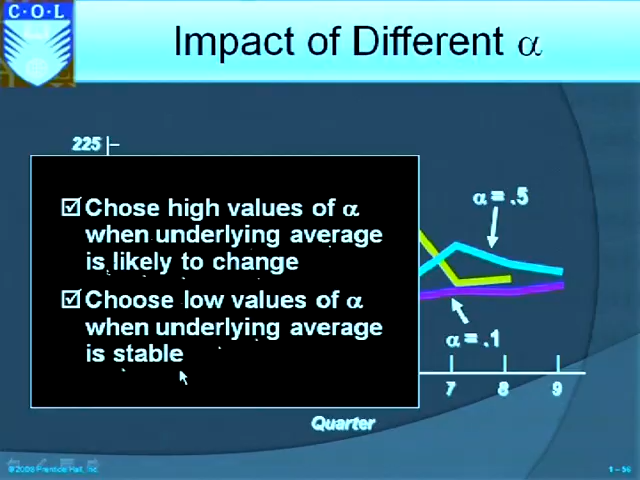 C·O·L
Impact of Different α
225
☑ Chose high values of α
when underlying average
is likely to change
☑ Choose low values of α
when underlying average
is stable
α = .5
α = .1
7 8 9
Quarter
©2008 Prentice Hall, Inc.
1 – 56